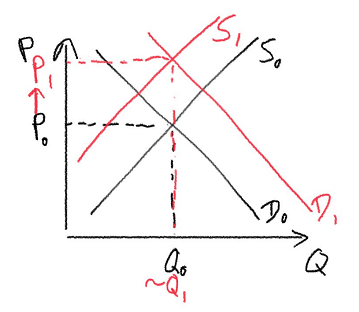 P
P₁
P₀
S₁
S₀
D₀
D₁
Q₀
~Q₁
Q